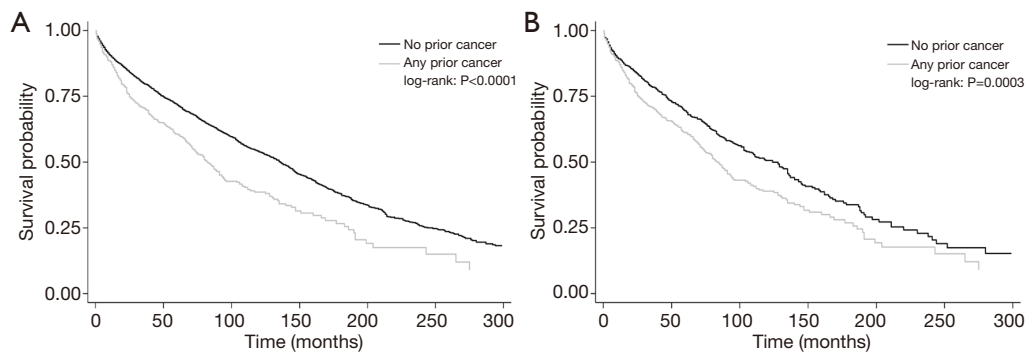 A
1.00
0.75
0.50
0.25
0.00
Survival probability
No prior cancer
Any prior cancer
log-rank: P<0.0001
0 50 100 150 200 250 300
Time (months)
B
1.00
0.75
0.50
0.25
0.00
Survival probability
No prior cancer
Any prior cancer
log-rank: P=0.0003
0 50 100 150 200 250 300
Time (months)